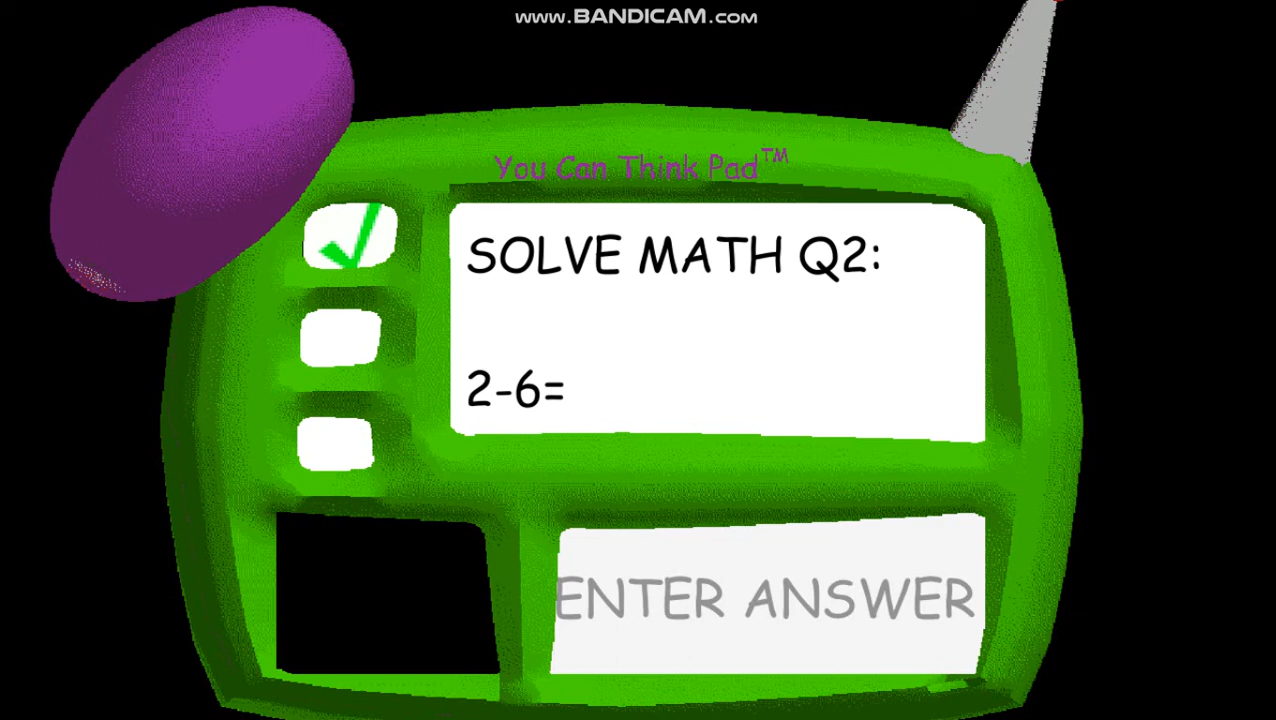 www.BANDICAM.com
You Can Think Pad™
SOLVE MATH Q2:
2-6=
ENTER ANSWER